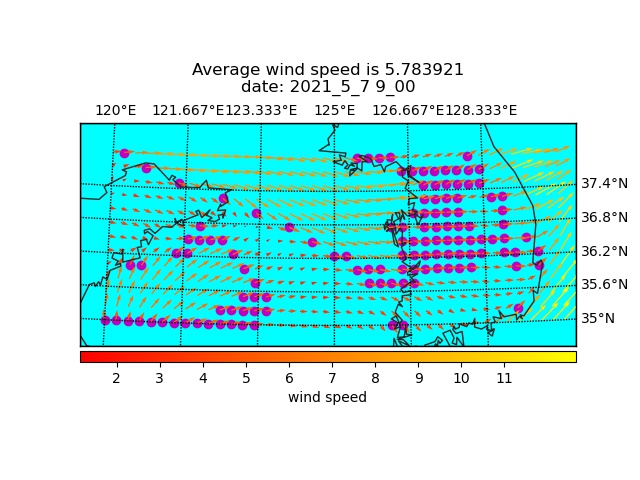 Average wind speed is 5.783921
date: 2021_5_7 9_00
120°E 121.667°E 123.333°E 125°E 126.667°E 128.333°E
37.4°N
36.8°N
36.2°N
35.6°N
35°N
2 3 4 5 6 7 8 9 10 11
wind speed